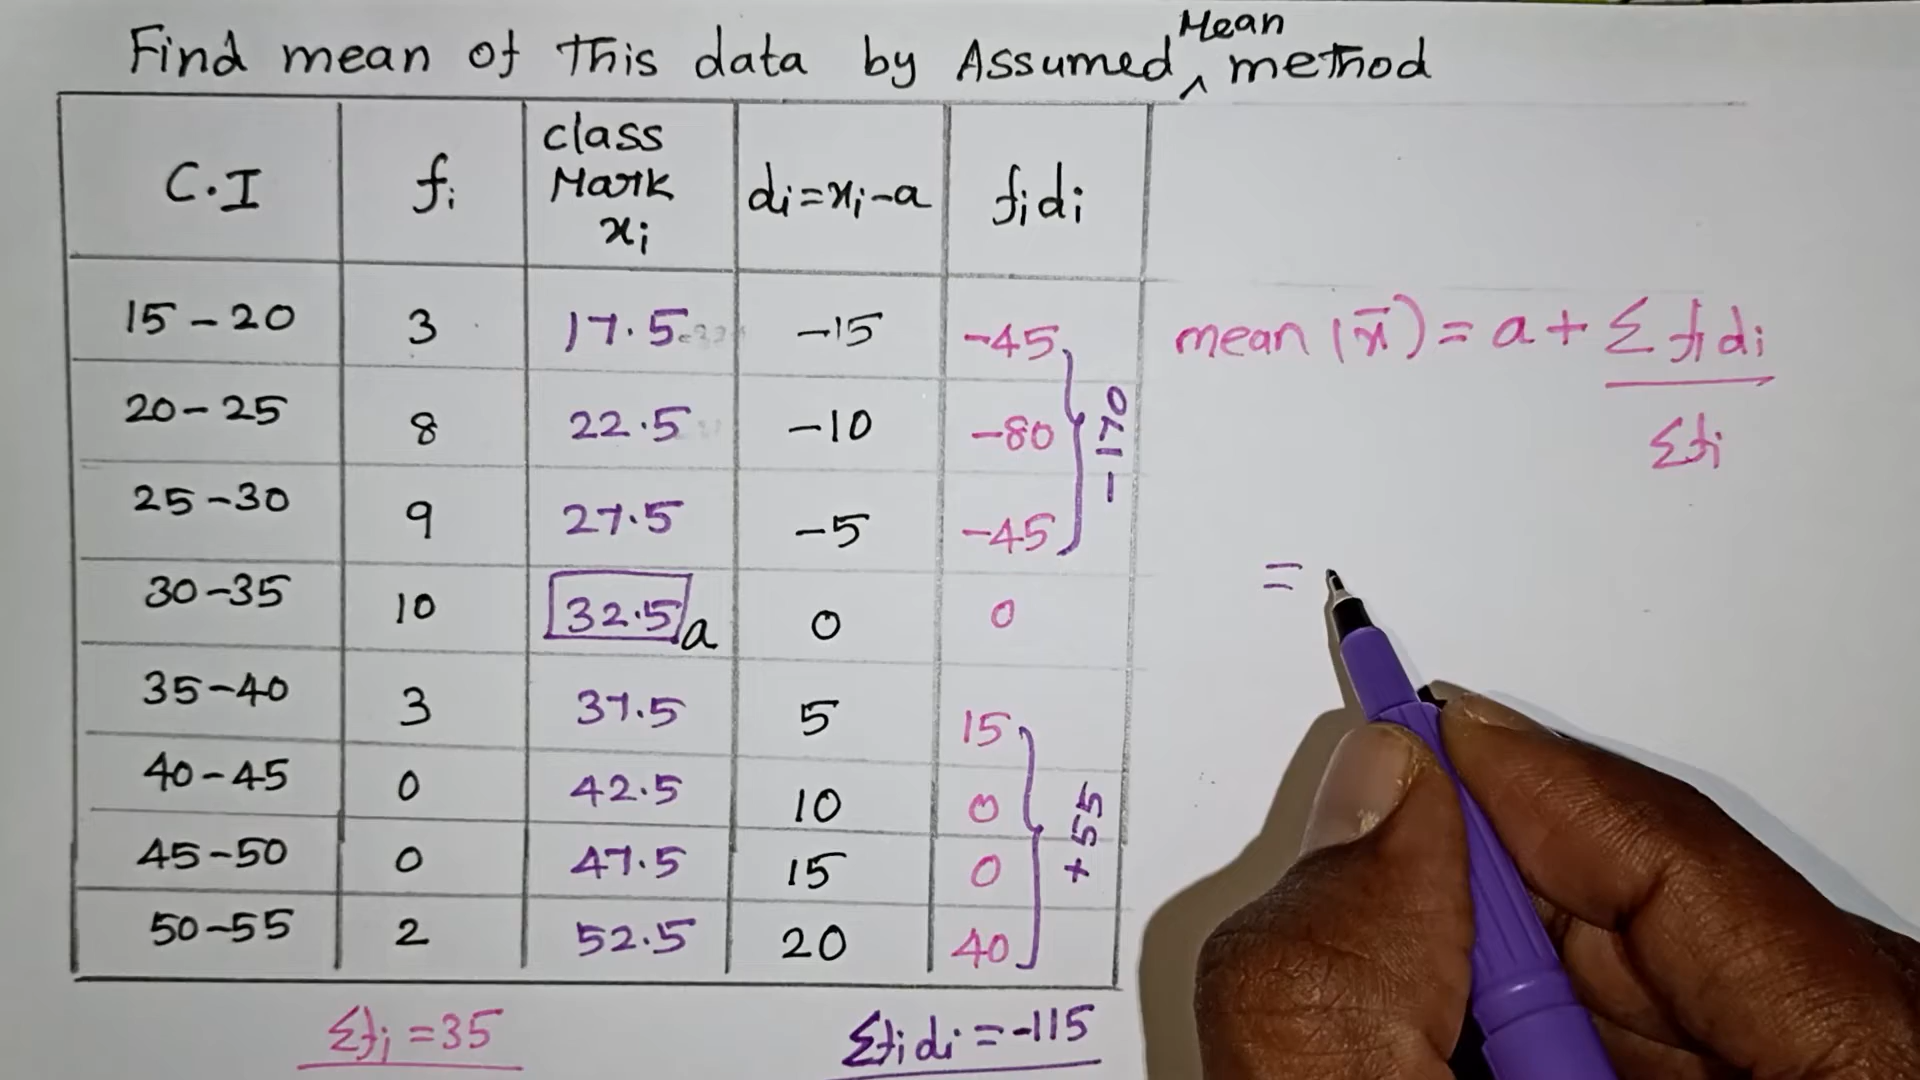 Mean
Find mean of This data by Assumed ^ method
C.I fi class Mark xi di=xi-a fidi
15-20 3 17.5 -15 -45
20-25 8 22.5 -10 -80
25-30 9 27.5 -5 -45
-170
30-35 10 32.5 a 0 0
35-40 3 37.5 5 15
40-45 0 42.5 10 0
45-50 0 47.5 15 0
50-55 2 52.5 20 40
+55
Σfi=35 Σfidi=-115
mean (x̄)= a+ Σfidi
Σfi
=